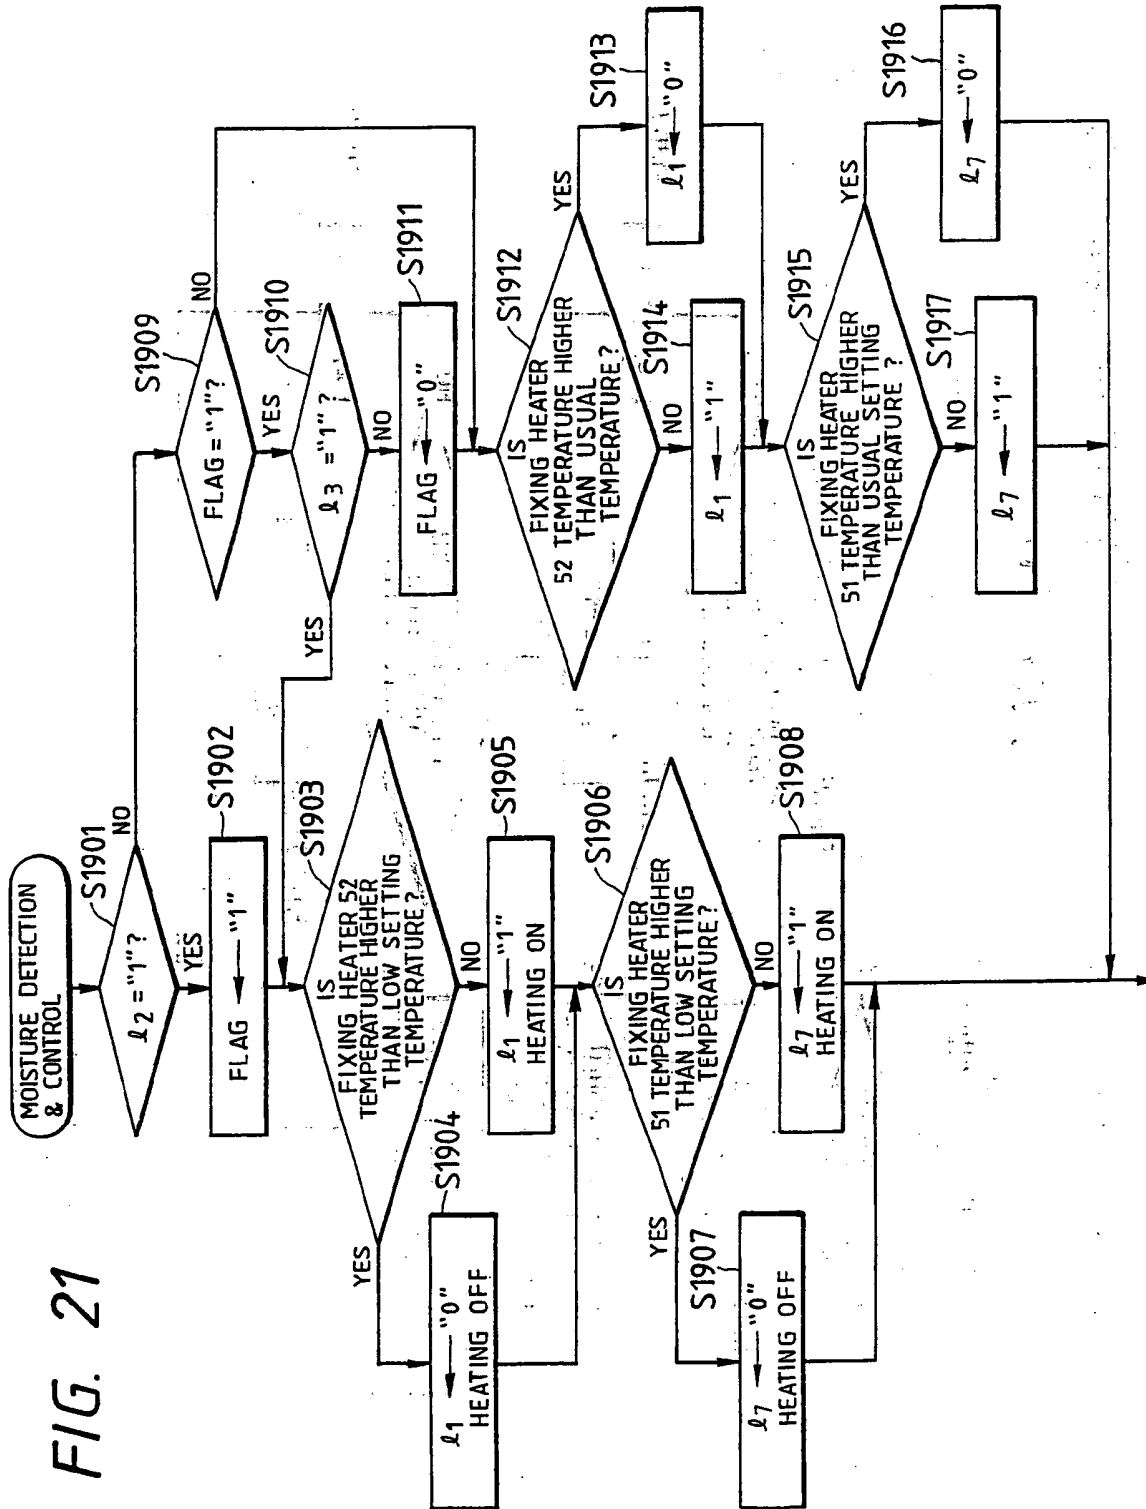 FIG. 21
MOISTURE DETECTION
& CONTROL
S1901
ℓ2 = "1" ?
NO
YES
S1902
FLAG ← "1"
S1903
IS
FIXING HEATER 52
TEMPERATURE HIGHER
THAN LOW SETTING
TEMPERATURE ?
YES
NO
S1904
ℓ1 ← "0"
HEATING OFF
S1905
ℓ1 ← "1"
HEATING ON
S1906
IS
FIXING HEATER
51 TEMPERATURE HIGHER
THAN LOW SETTING
TEMPERATURE ?
YES
NO
S1907
ℓ7 ← "0"
HEATING OFF
S1908
ℓ7 ← "1"
HEATING ON
S1909
FLAG = "1" ?
NO
YES
S1910
ℓ3 = "1" ?
YES
NO
S1911
FLAG ← "0"
S1912
IS
FIXING HEATER
52 TEMPERATURE HIGHER
THAN USUAL
TEMPERATURE ?
YES
NO
S1913
ℓ1 ← "0"
S1914
ℓ1 ← "1"
S1915
IS
FIXING HEATER
51 TEMPERATURE HIGHER
THAN USUAL SETTING
TEMPERATURE ?
YES
NO
S1916
ℓ7 ← "0"
S1917
ℓ7 ← "1"